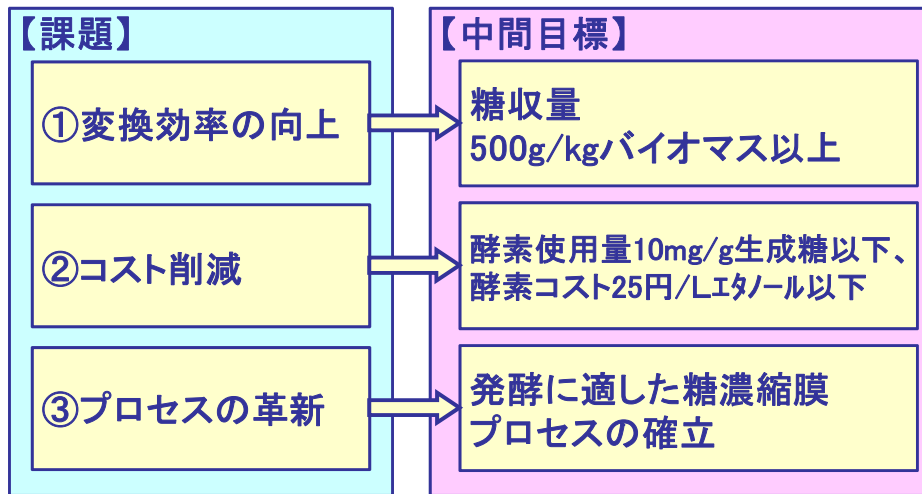 【課題】
①変換効率の向上
②コスト削減
③プロセスの革新
【中間目標】
糖収量
500g/kgバイオマス以上
酵素使用量10mg/g生成糖以下、
酵素コスト25円/Lエタノール以下
発酵に適した糖濃縮膜
プロセスの確立